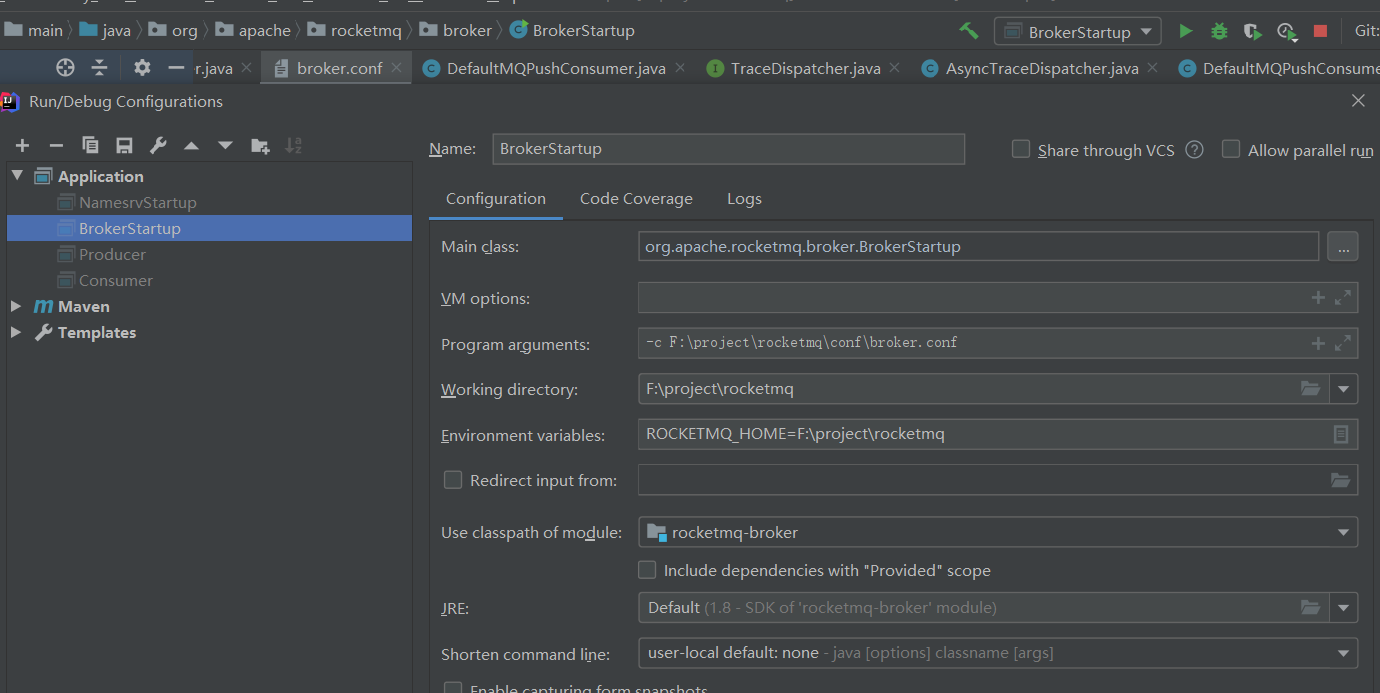 main java org apache rocketmq broker BrokerStartup BrokerStartup Git:
r.java broker.conf DefaultMQPushConsumer.java TraceDispatcher.java AsyncTraceDispatcher.java DefaultMQPushConsume
Run/Debug Configurations
Name: BrokerStartup Share through VCS ? Allow parallel run
Application
NamesrvStartup
BrokerStartup
Producer
Consumer
Maven
Templates
Configuration Code Coverage Logs
Main class: org.apache.rocketmq.broker.BrokerStartup ...
VM options:
Program arguments: -c F:\project\rocketmq\conf\broker.conf
Working directory: F:\project\rocketmq
Environment variables: ROCKETMQ_HOME=F:\project\rocketmq
Redirect input from:
Use classpath of module: rocketmq-broker
Include dependencies with "Provided" scope
JRE: Default (1.8 - SDK of 'rocketmq-broker' module)
Shorten command line: user-local default: none - java [options] classname [args]
Enable capturing form snapshots